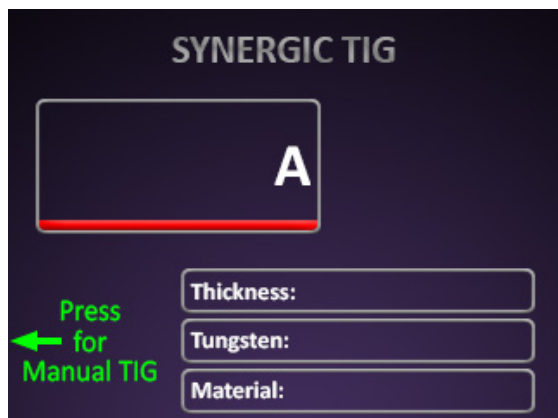 SYNERGIC TIG
A
Thickness:
Press
for
Manual TIG
Tungsten:
Material: